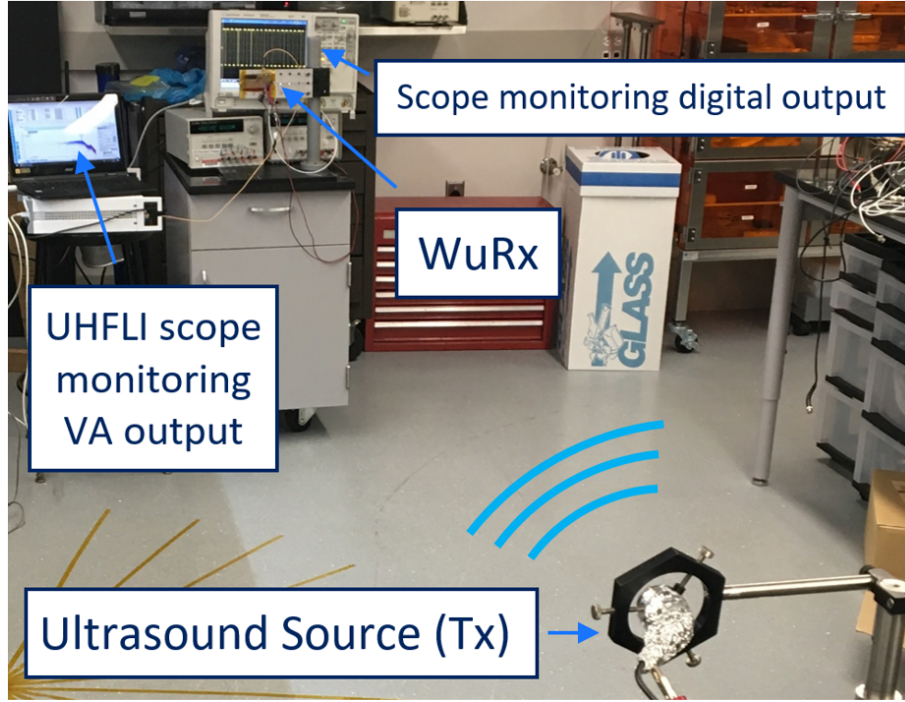 Scope monitoring digital output
WuRx
UHFLI scope
monitoring
VA output
GLASS
Ultrasound Source (Tx)